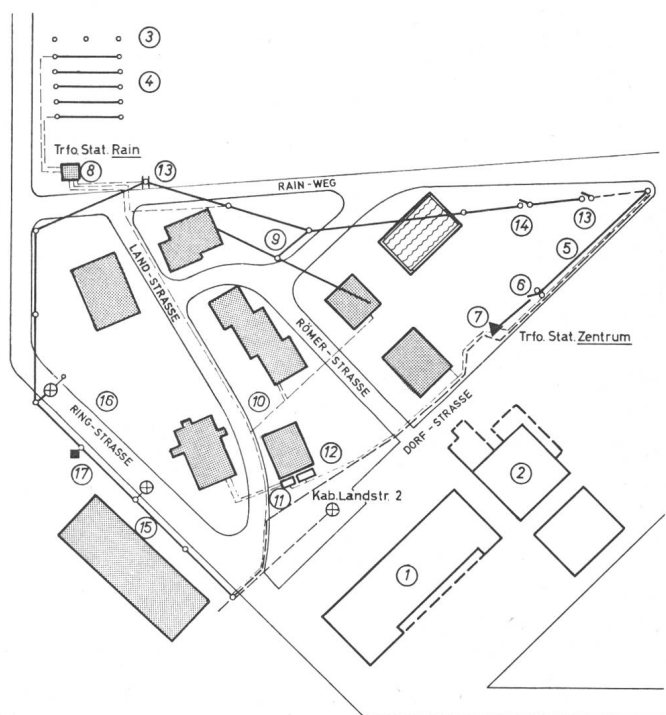 3
4
Trfo. Stat. Rain
8
13
RAIN-WEG
14
13
9
5
LAND-STRASSE
6
7
Trfo. Stat. Zentrum
RÖMER-STRASSE
16
10
RING-STRASSE
DORF-STRASSE
17
12
2
11
Kab. Landstr. 2
15
1